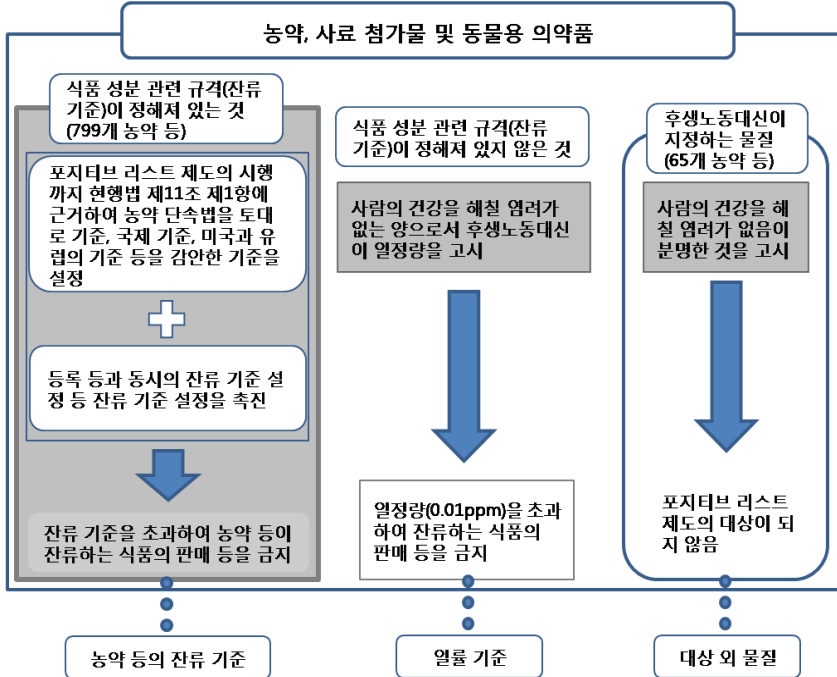 농약, 사료 첨가물 및 동물용 의약품
식품 성분 관련 규격(잔류
기준)이 정해져 있는 것
(799개 농약 등)
포지티브 리스트 제도의 시행
까지 현행법 제11조 제1항에
근거하여 농약 단속법을 토대
로 기준, 국제 기준, 미국과 유
럽의 기준 등을 감안한 기준을
설정
등록 등과 동시의 잔류 기준 설
정 등 잔류 기준 설정을 촉진
잔류 기준을 초과하여 농약 등이
잔류하는 식품의 판매 등을 금지
농약 등의 잔류 기준
식품 성분 관련 규격(잔류
기준)이 정해져 있지 않은 것
사람의 건강을 해칠 염려가
없는 양으로서 후생노동대신
이 일정량을 고시
일정량(0.01ppm)을 초과
하여 잔류하는 식품의
판매 등을 금지
일률 기준
후생노동대신이
지정하는 물질
(65개 농약 등)
사람의 건강을 해
칠 염려가 없음이
분명한 것을 고시
포지티브 리스트
제도의 대상이 되
지 않음
대상 외 물질